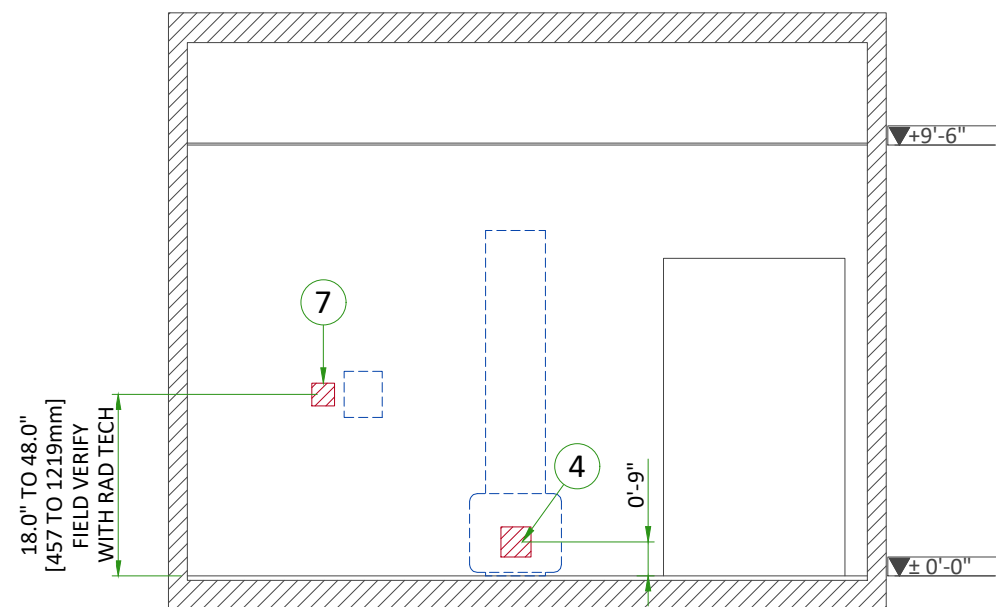 +9'-6"
7
18.0" TO 48.0"
[457 TO 1219mm]
FIELD VERIFY
WITH RAD TECH
4
0'-9"
± 0'-0"